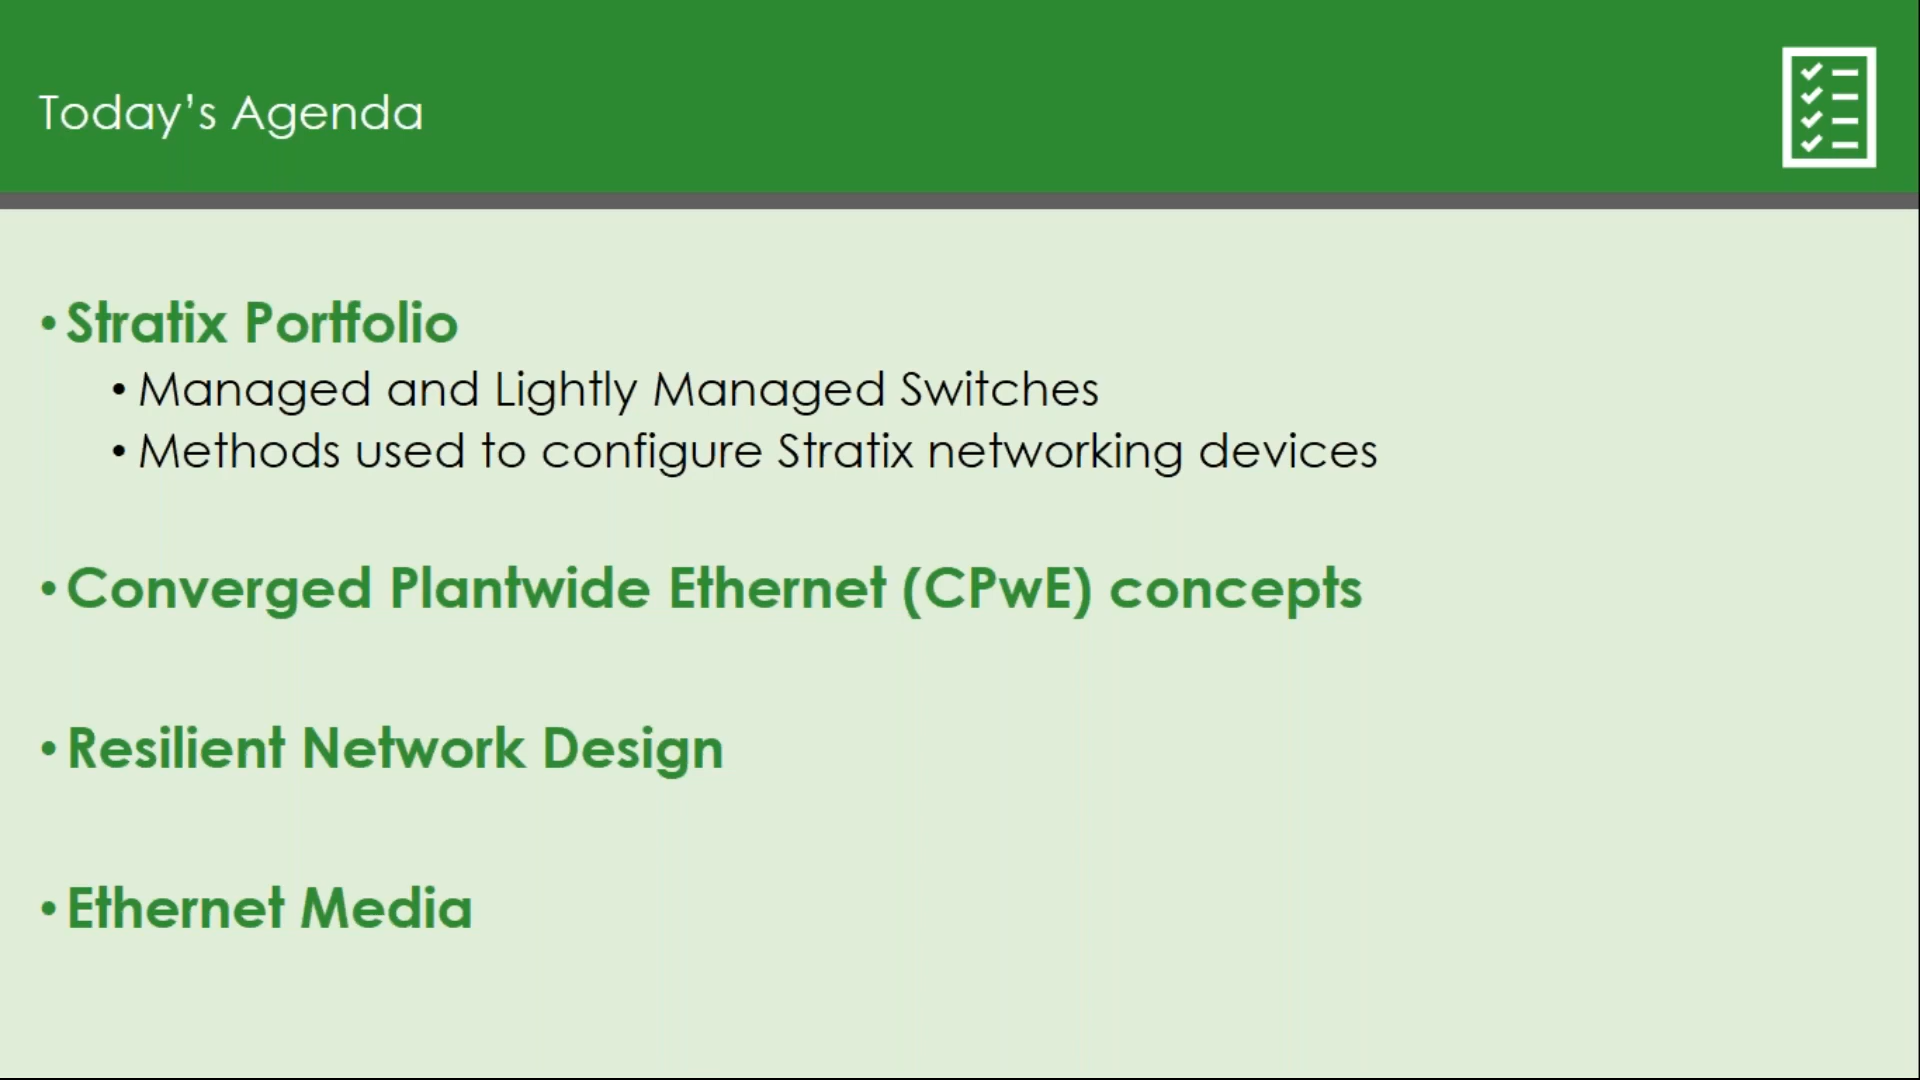 Today’s Agenda
• Stratix Portfolio
• Managed and Lightly Managed Switches
• Methods used to configure Stratix networking devices
• Converged Plantwide Ethernet (CPwE) concepts
• Resilient Network Design
• Ethernet Media